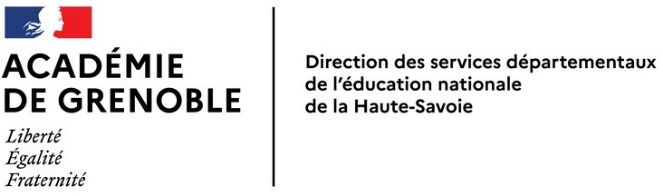 ACADÉMIE
DE GRENOBLE
Liberté
Égalité
Fraternité
Direction des services départementaux
de l'éducation nationale
de la Haute-Savoie